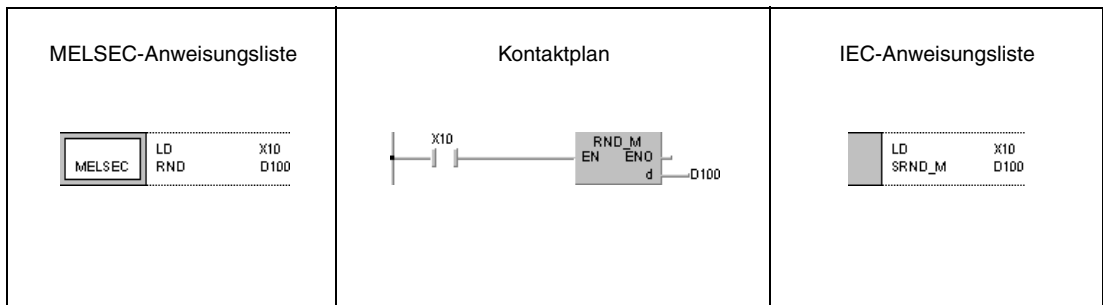 MELSEC-Anweisungsliste
MELSEC
LD X10
RND D100
Kontaktplan
X10
RND_M
EN ENO
d D100
IEC-Anweisungsliste
LD X10
SRND_M D100